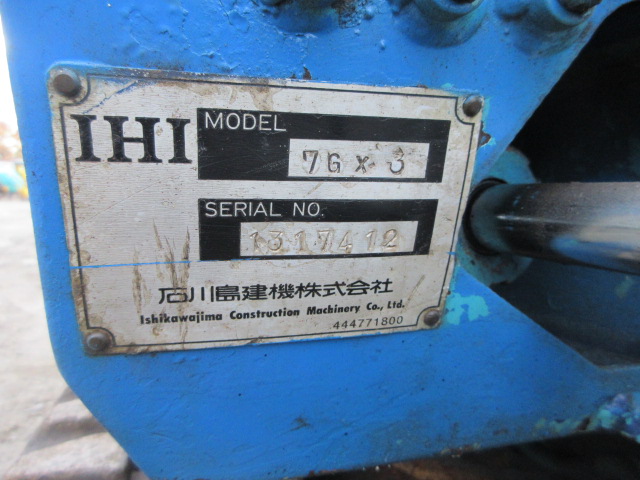 IHI
MODEL
7G x 3
SERIAL NO.
1317412
石川島建機株式会社
Ishikawajima Construction Machinery Co., Ltd.
444771800